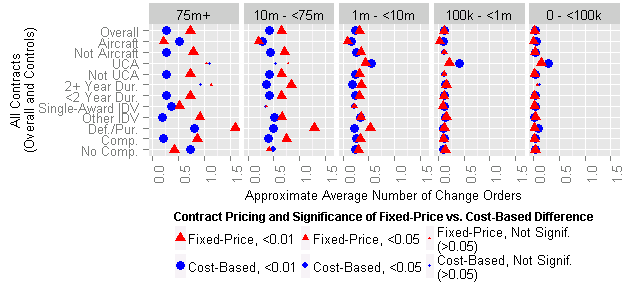 75m+ 10m - <75m 1m - <10m 100k - <1m 0 - <100k
All Contracts
(Overall and Controls)
Overall
Aircraft
Not Aircraft
UCA
Not UCA
2+ Year Dur.
<2 Year Dur.
Single-Award IDV
Other IDV
Def./Pur.
Comp.
No Comp.
0.0 0.5 1.0 1.5 0.0 0.5 1.0 1.5 0.0 0.5 1.0 1.5 0.0 0.5 1.0 1.5 0.0 0.5 1.0 1.5
Approximate Average Number of Change Orders
Contract Pricing and Significance of Fixed-Price vs. Cost-Based Difference
Fixed-Price, <0.01 Fixed-Price, <0.05 Fixed-Price, Not Signif.
(>0.05)
Cost-Based, <0.01 Cost-Based, <0.05 Cost-Based, Not Signif.
(>0.05)